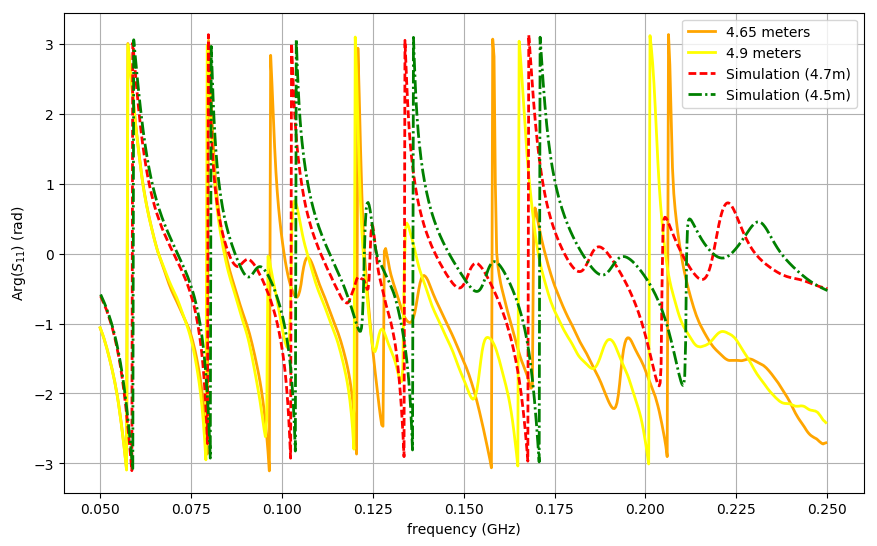 4.65 meters
4.9 meters
Simulation (4.7m)
Simulation (4.5m)
3
2
1
0
−1
−2
−3
Arg(S₁₁) (rad)
0.050 0.075 0.100 0.125 0.150 0.175 0.200 0.225 0.250
frequency (GHz)